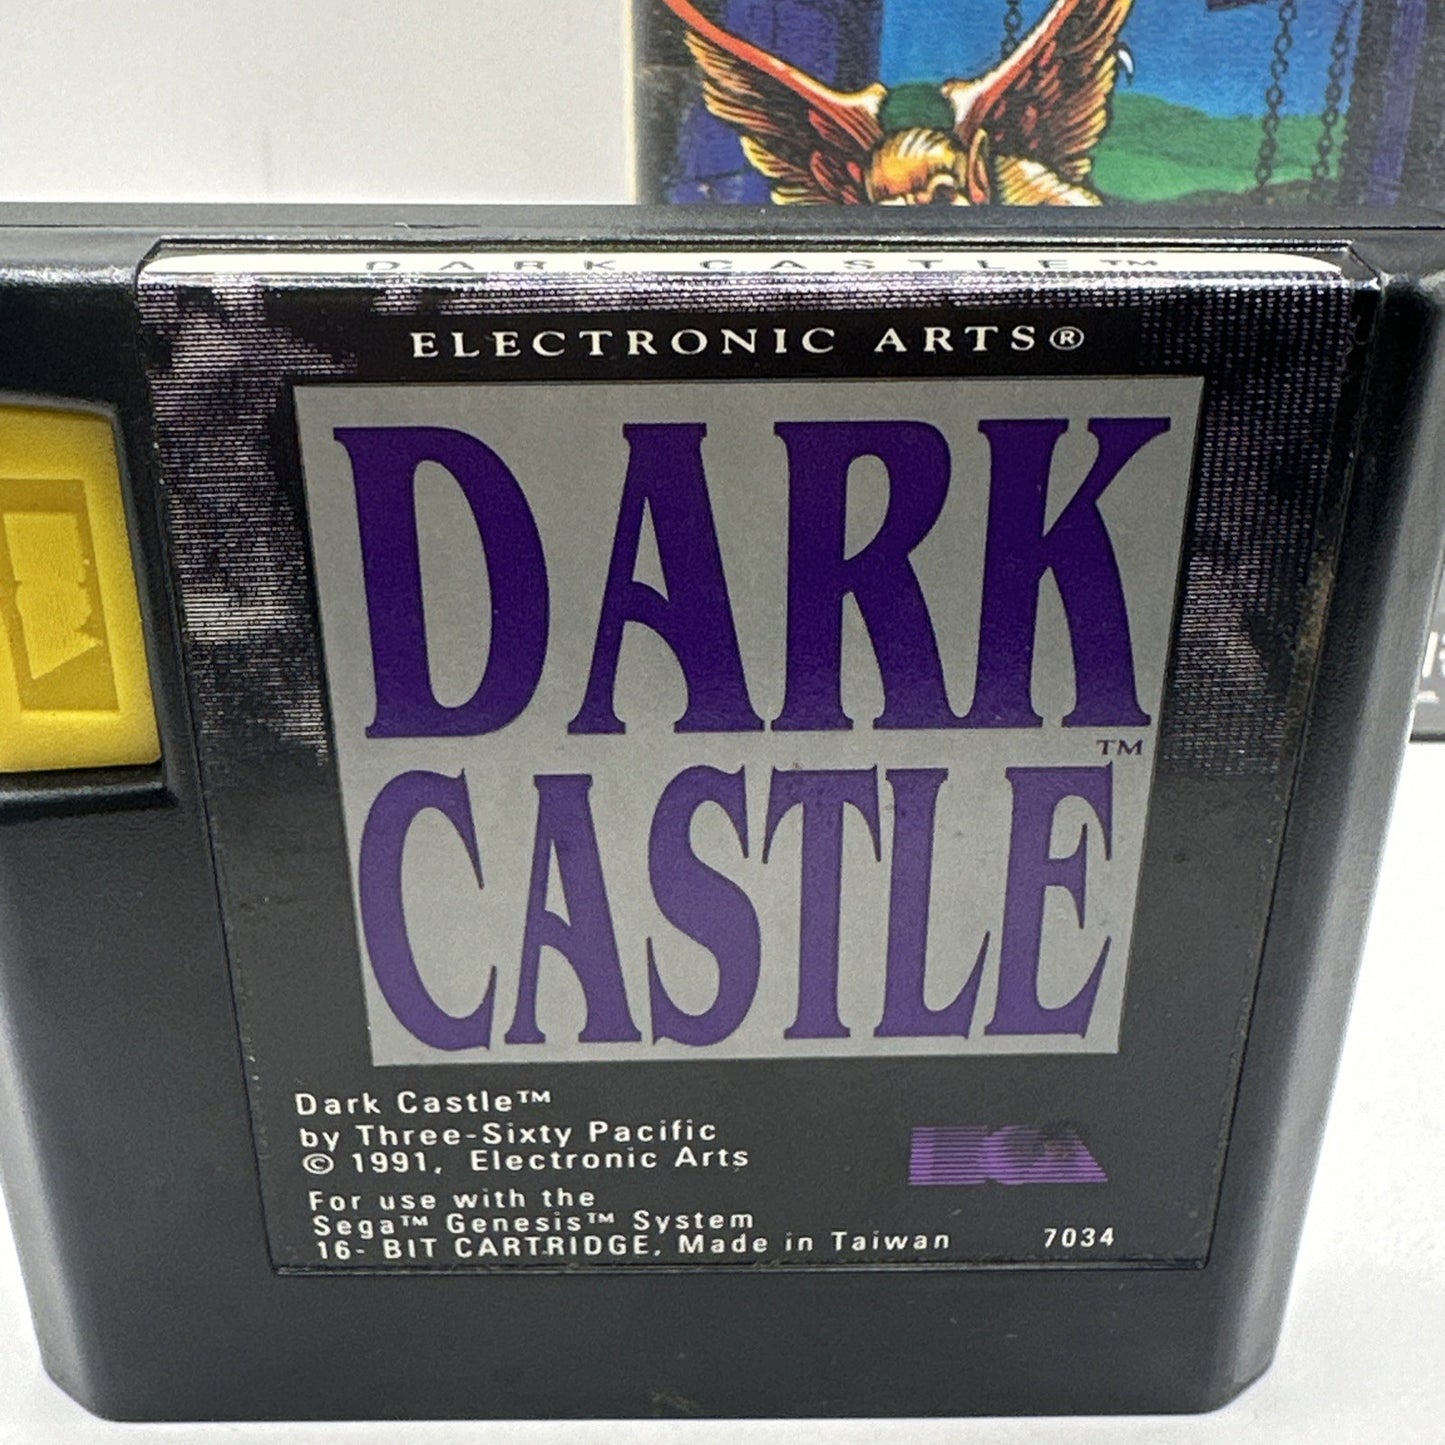 DARK CASTLE™
ELECTRONIC ARTS®
DARK
CASTLE™
Dark Castle™
by Three-Sixty Pacific
© 1991, Electronic Arts
EA
For use with the
Sega™ Genesis™ System
16- BIT CARTRIDGE, Made in Taiwan 7034